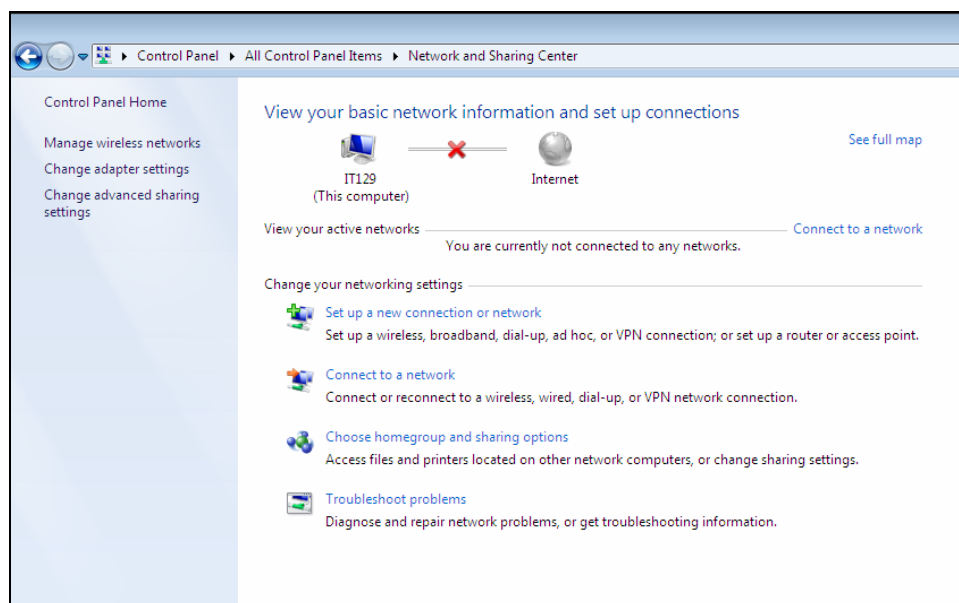 Control Panel All Control Panel Items Network and Sharing Center
Control Panel Home
Manage wireless networks
Change adapter settings
Change advanced sharing
settings
View your basic network information and set up connections
See full map
IT129
(This computer)
Internet
View your active networks
Connect to a network
You are currently not connected to any networks.
Change your networking settings
Set up a new connection or network
Set up a wireless, broadband, dial-up, ad hoc, or VPN connection; or set up a router or access point.
Connect to a network
Connect or reconnect to a wireless, wired, dial-up, or VPN network connection.
Choose homegroup and sharing options
Access files and printers located on other network computers, or change sharing settings.
Troubleshoot problems
Diagnose and repair network problems, or get troubleshooting information.